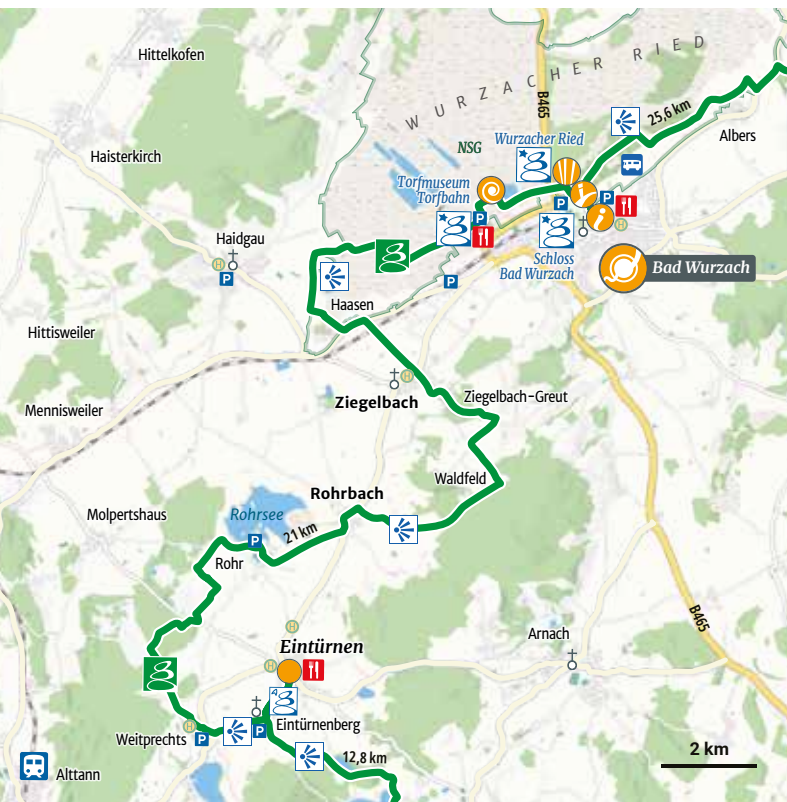 Hittelkofen
WURZACHER RIED
B465
25,6 km
Albers
Haisterkirch
NSG
Wurzacher Ried
Torfmuseum
Torfbahn
P
P
P
i
Haidgau
H
P
H
Schloss
Bad Wurzach
Bad Wurzach
P
Haasen
Hittisweiler
H
Ziegelbach
Ziegelbach-Greut
Mennisweiler
Waldfeld
Rohrbach
Molpertshaus
Rohrsee
21 km
P
Rohr
H
Arnach
B465
Eintürnen
H
4
Eintürnenberg
H
Weitprechts
P
P
12,8 km
2 km
Alttann